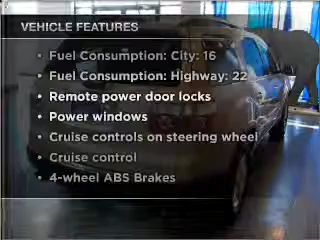 VEHICLE FEATURES
• Fuel Consumption: City: 16
• Fuel Consumption: Highway: 22
• Remote power door locks
• Power windows
• Cruise controls on steering wheel
• Cruise control
• 4-wheel ABS Brakes